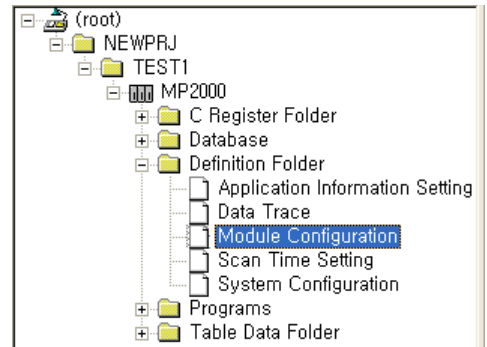 (root)
NEWPRJ
TEST1
MP2000
C Register Folder
Database
Definition Folder
Application Information Setting
Data Trace
Module Configuration
Scan Time Setting
System Configuration
Programs
Table Data Folder